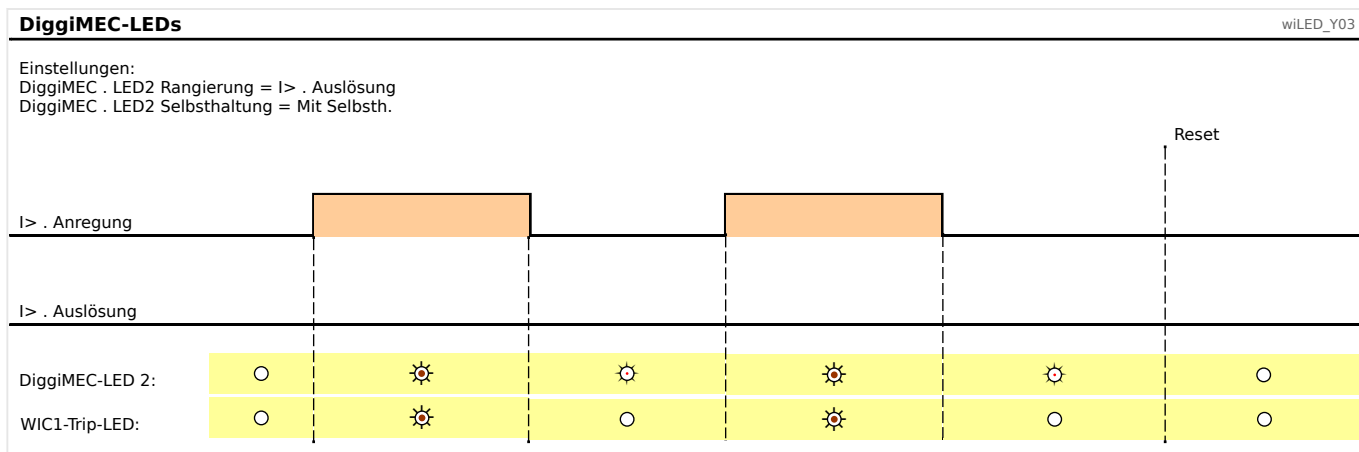 DiggiMEC-LEDs
wiLED_Y03
Einstellungen:
DiggiMEC . LED2 Rangierung = I> . Auslösung
DiggiMEC . LED2 Selbsthaltung = Mit Selbsth.
Reset
I> . Anregung
I> . Auslösung
DiggiMEC-LED 2:
WIC1-Trip-LED: